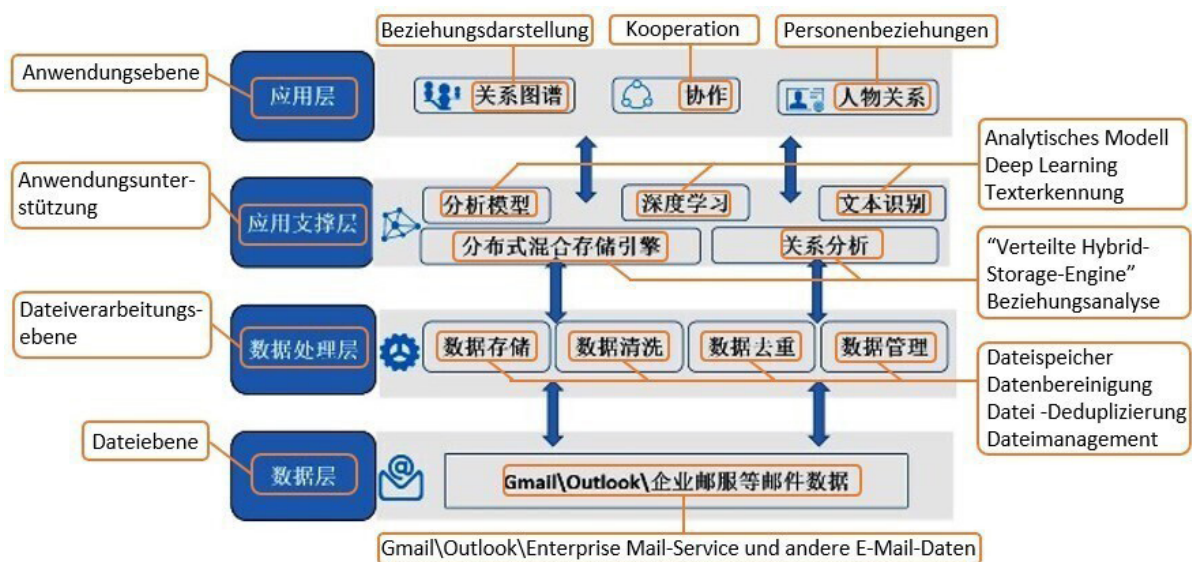 Beziehungsdarstellung
Kooperation
Personenbeziehungen
Anwendungsebene
应用层
关系图谱
协作
人物关系
Anwendungsunter-
stützung
应用支撑层
分析模型
深度学习
文本识别
Analytisches Modell
Deep Learning
Texterkennung
分布式混合存储引擎
关系分析
“Verteilte Hybrid-
Storage-Engine”
Beziehungsanalyse
Dateiverarbeitungs-
ebene
数据处理层
数据存储
数据清洗
数据去重
数据管理
Dateispeicher
Datenbereinigung
Datei -Deduplizierung
Dateimanagement
Dateiebene
数据层
Gmail\Outlook\企业邮服等邮件数据
Gmail\Outlook\Enterprise Mail-Service und andere E-Mail-Daten